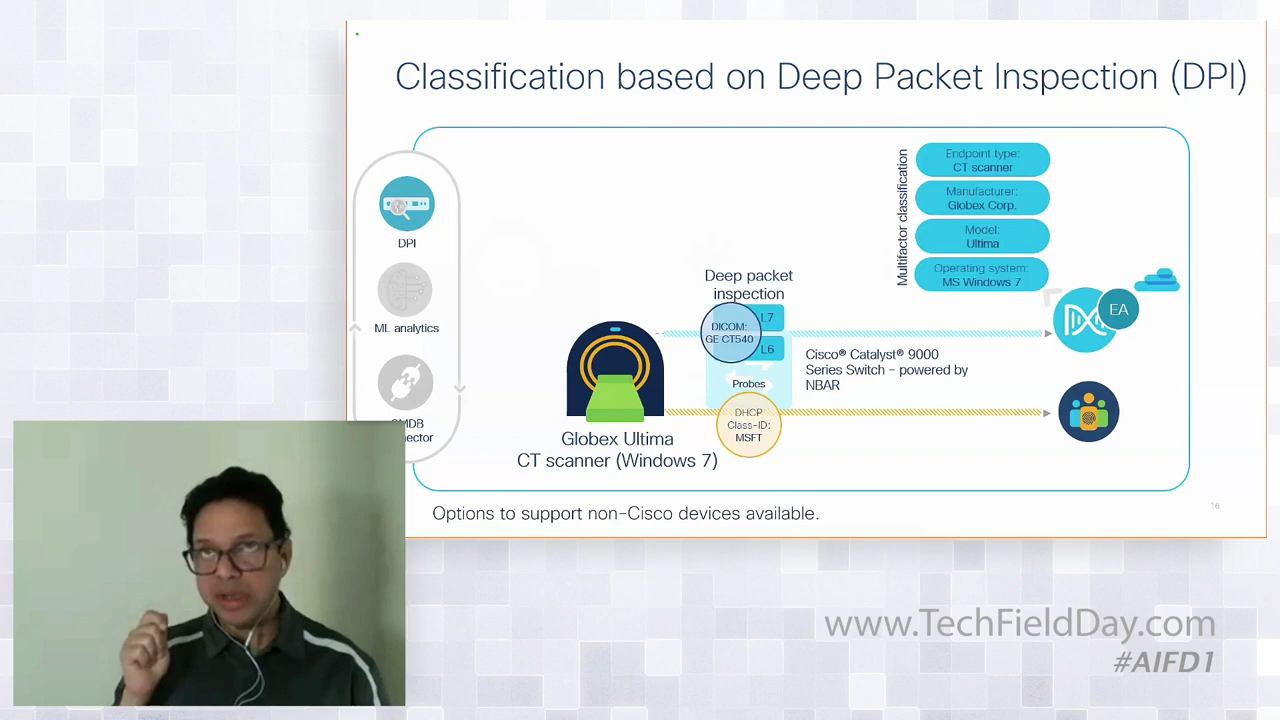 Classification based on Deep Packet Inspection (DPI)
DPI
ML analytics
Multifactor classification
Endpoint type:
CT scanner
Manufacturer:
Globex Corp.
Model:
Ultima
Operating system:
MS Windows 7
EA
Deep packet
inspection
L7
DICOM:
GE CT540
L6
Probes
DHCP
Class-ID:
MSFT
Cisco® Catalyst® 9000
Series Switch - powered by
NBAR
Globex Ultima
CT scanner (Windows 7)
Options to support non-Cisco devices available.
16
www.TechFieldDay.com
#AIFD1